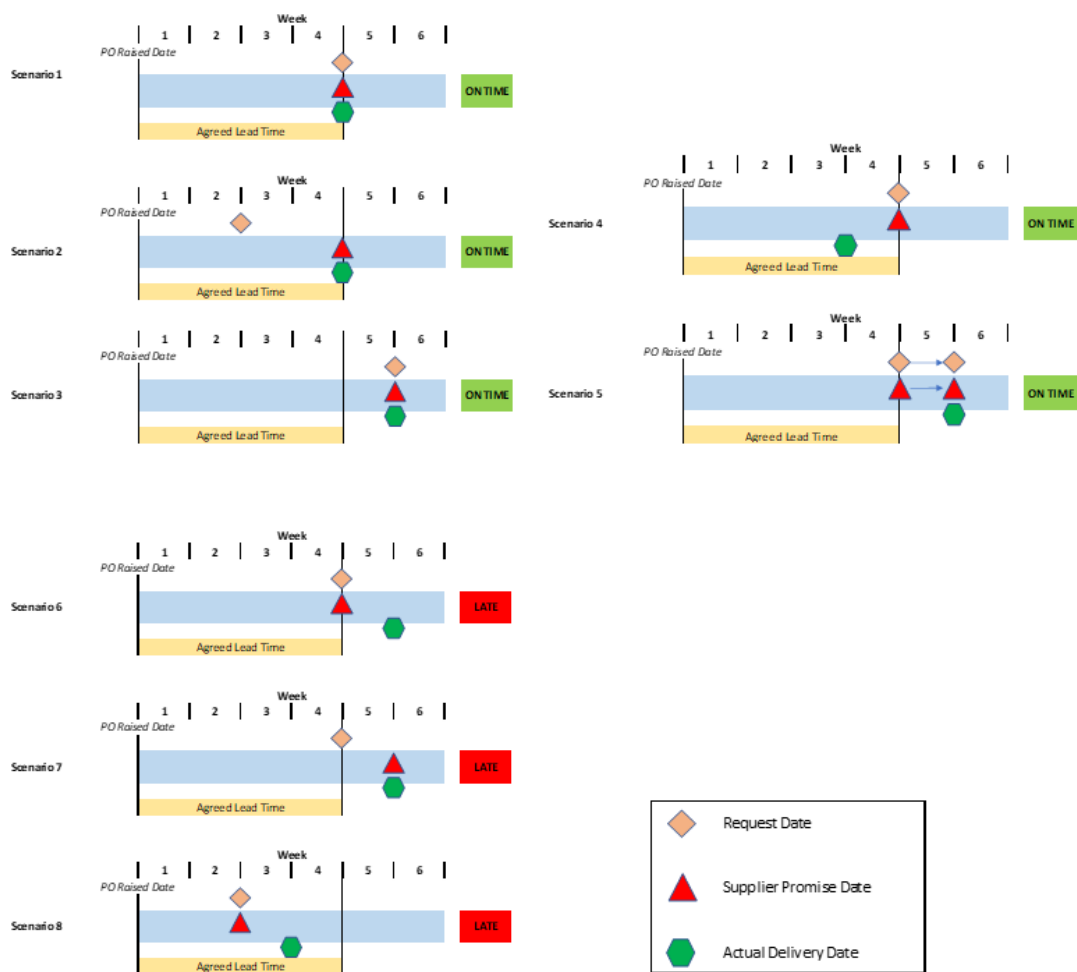 Week
1 2 3 4 5 6
PO Raised Date
Scenario 1
ON TIME
Agreed Lead Time
Week
1 2 3 4 5 6
PO Raised Date
Scenario 2
ON TIME
Agreed Lead Time
Week
1 2 3 4 5 6
PO Raised Date
Scenario 3
ON TIME
Agreed Lead Time
Week
1 2 3 4 5 6
PO Raised Date
Scenario 4
ON TIME
Agreed Lead Time
Week
1 2 3 4 5 6
PO Raised Date
Scenario 5
ON TIME
Agreed Lead Time
Week
1 2 3 4 5 6
PO Raised Date
Scenario 6
LATE
Agreed Lead Time
Week
1 2 3 4 5 6
PO Raised Date
Scenario 7
LATE
Agreed Lead Time
Week
1 2 3 4 5 6
PO Raised Date
Scenario 8
LATE
Agreed Lead Time
Request Date
Supplier Promise Date
Actual Delivery Date